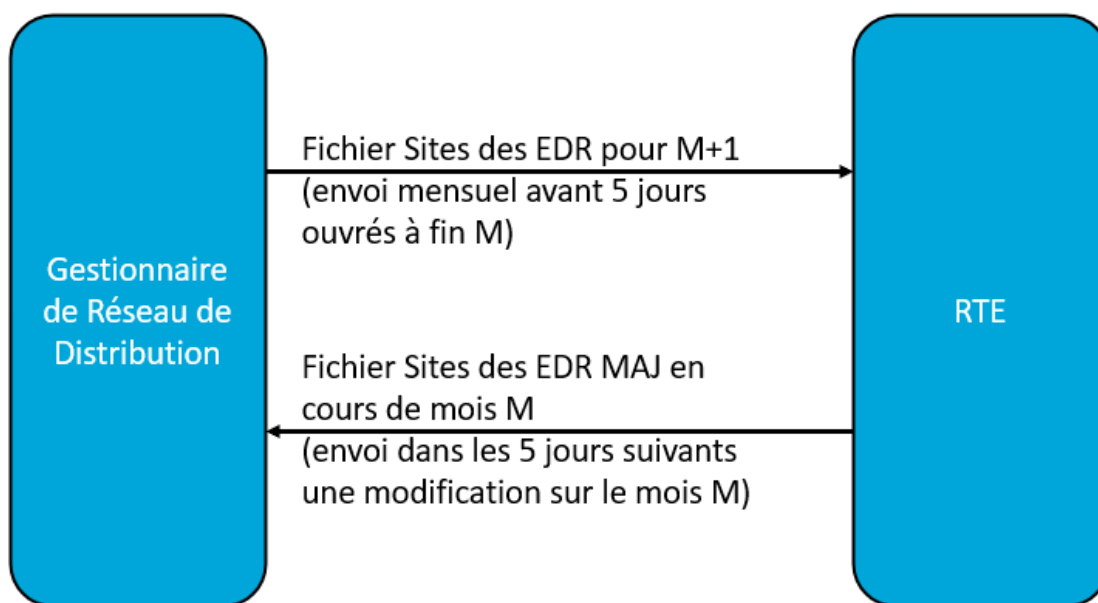 Gestionnaire
de Réseau de
Distribution
Fichier Sites des EDR pour M+1
(envoi mensuel avant 5 jours
ouvrés à fin M)
Fichier Sites des EDR MAJ en
cours de mois M
(envoi dans les 5 jours suivants
une modification sur le mois M)
RTE